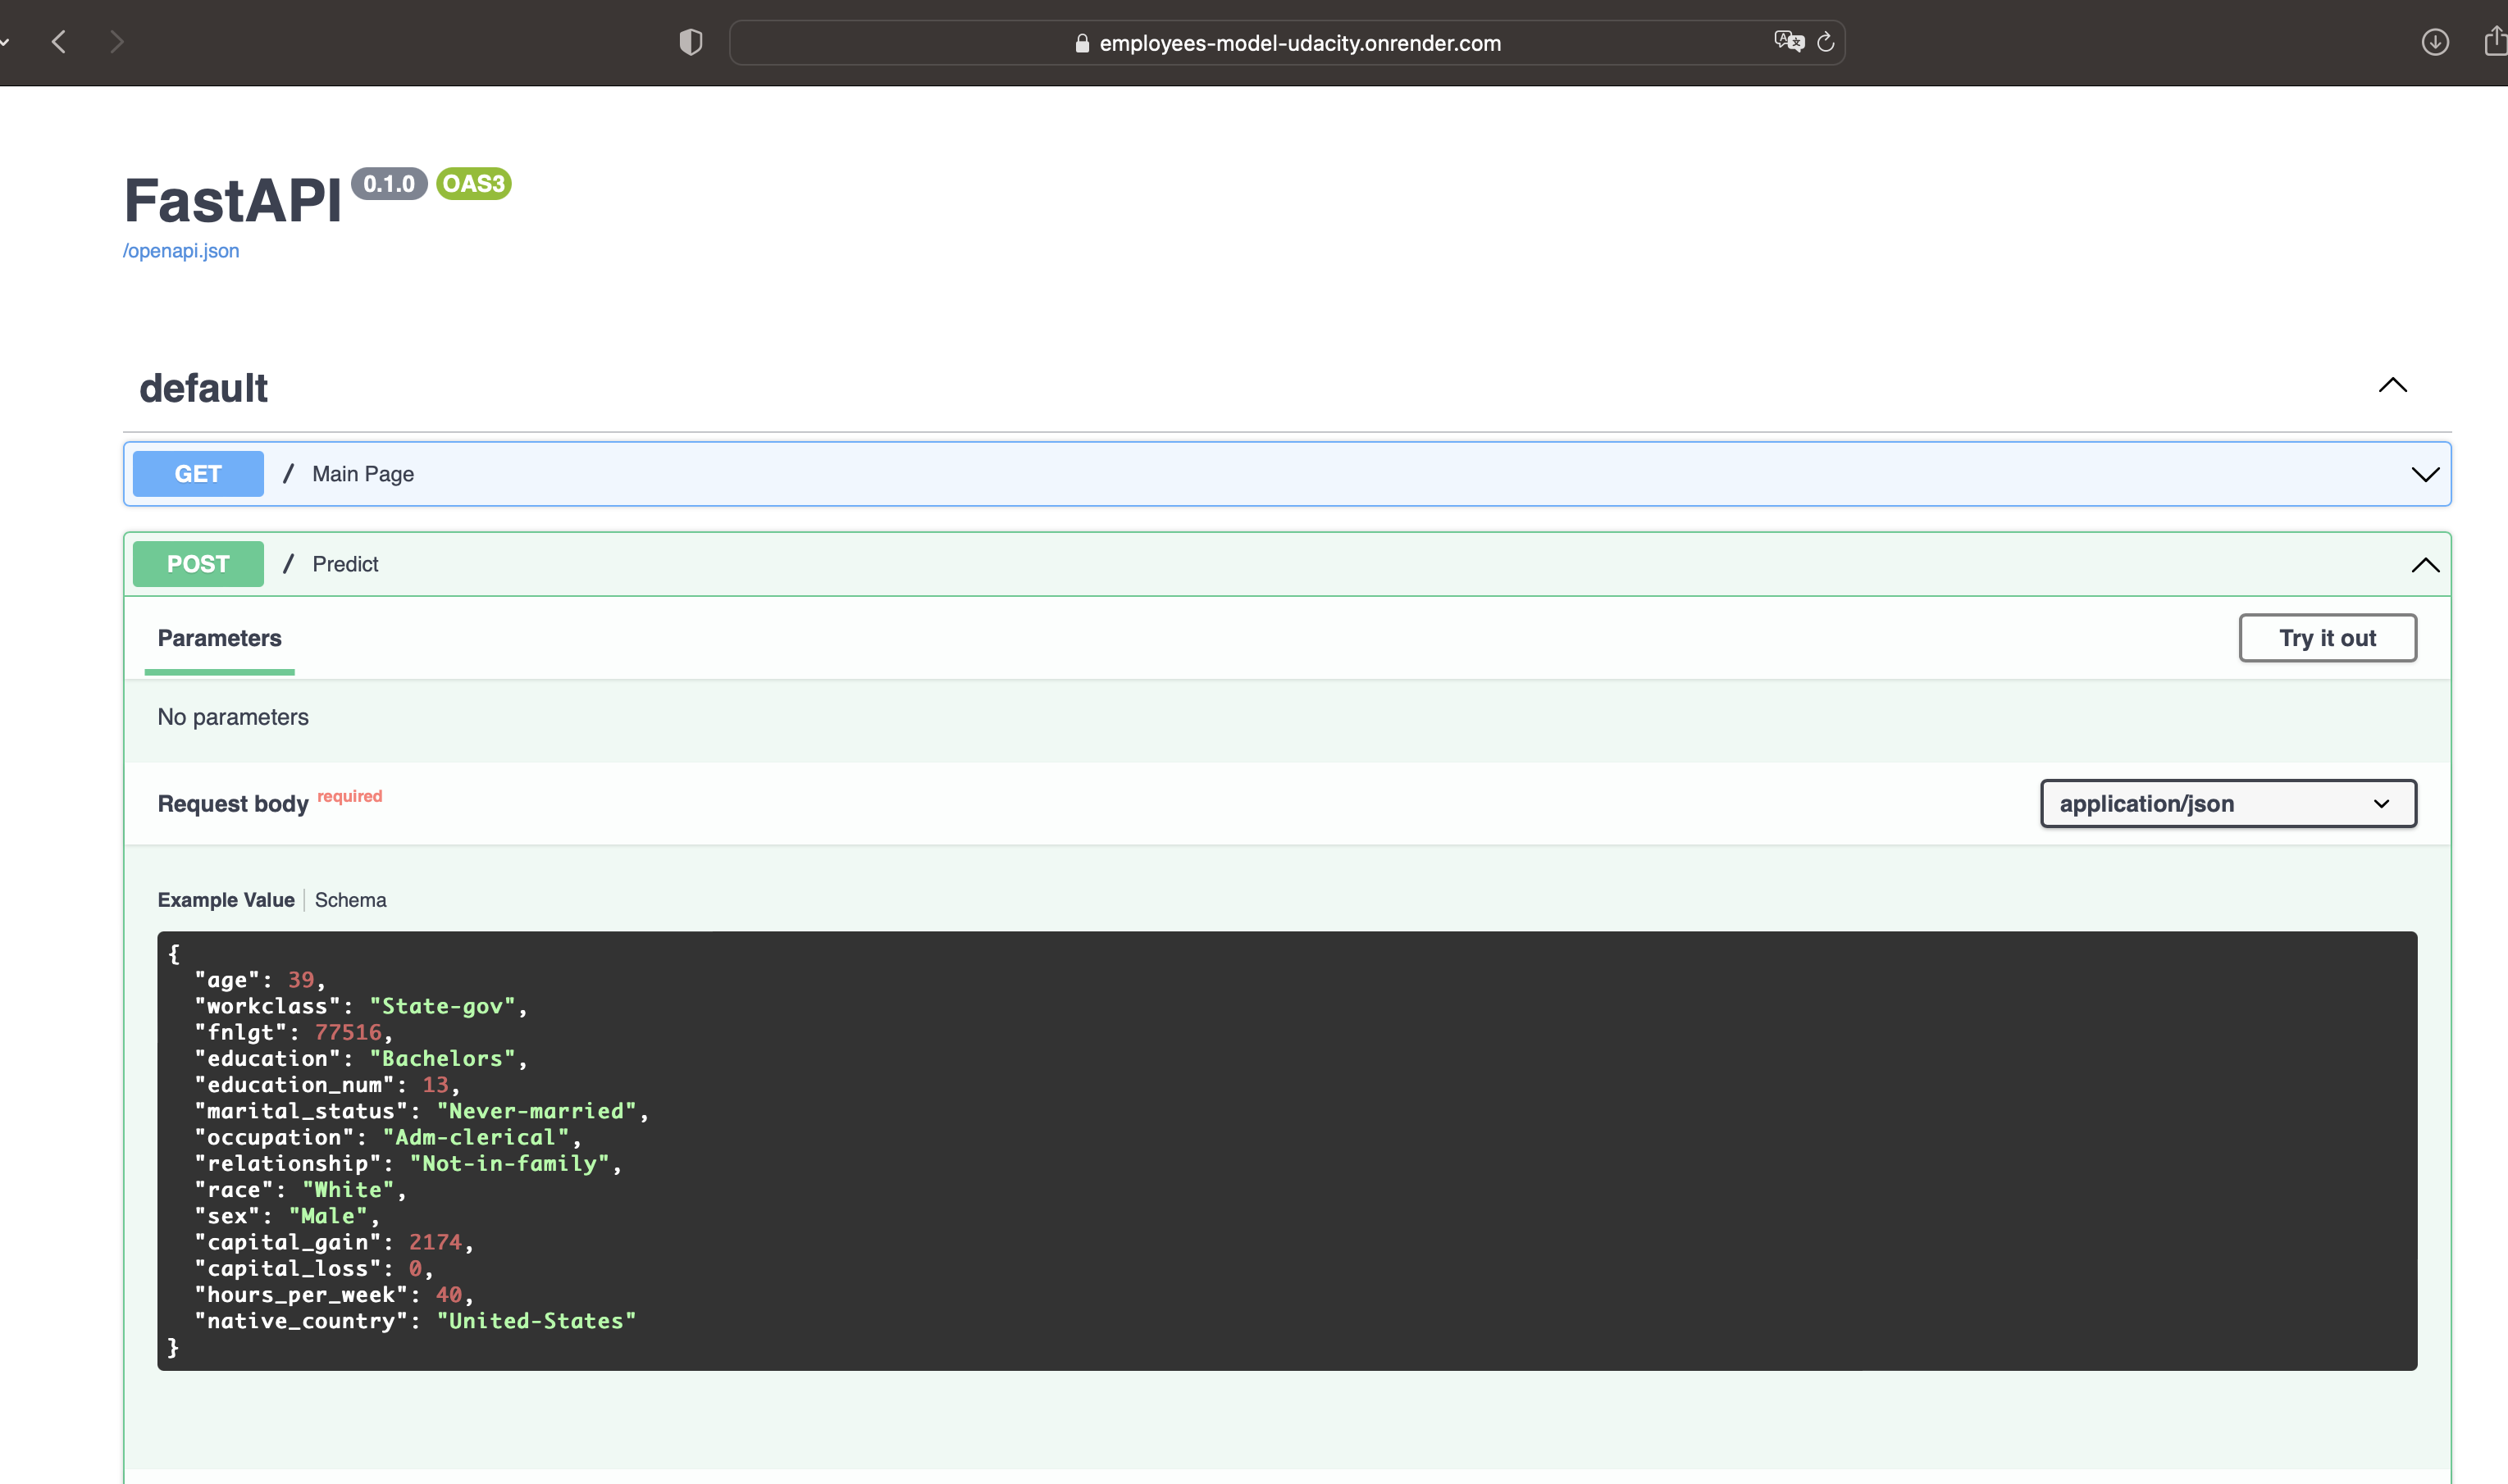 employees-model-udacity.onrender.com
FastAPI 0.1.0 OAS3
/openapi.json
default
GET / Main Page
POST / Predict
Parameters
Try it out
No parameters
Request body required
application/json
Example Value | Schema
{
"age": 39,
"workclass": "State-gov",
"fnlgt": 77516,
"education": "Bachelors",
"education_num": 13,
"marital_status": "Never-married",
"occupation": "Adm-clerical",
"relationship": "Not-in-family",
"race": "White",
"sex": "Male",
"capital_gain": 2174,
"capital_loss": 0,
"hours_per_week": 40,
"native_country": "United-States"
}